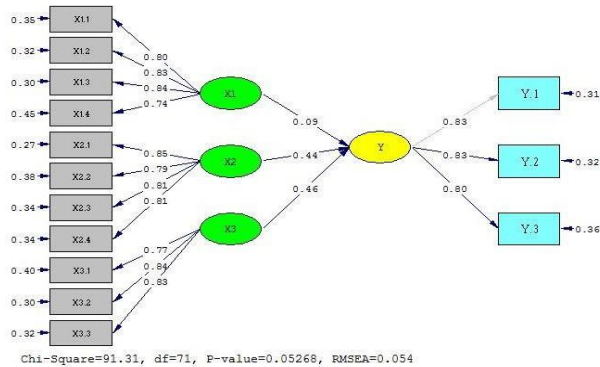 0.35 X1.1
0.32 X1.2
0.30 X1.3
0.45 X1.4
0.27 X2.1
0.38 X2.2
0.34 X2.3
0.34 X2.4
0.40 X3.1
0.30 X3.2
0.32 X3.3
0.80
0.83
0.84
0.74
0.85
0.79
0.81
0.81
0.77
0.84
0.83
X1
X2
X3
0.09
0.44
0.46
Y
0.83
0.83
0.80
Y.1 0.31
Y.2 0.32
Y.3 0.36
Chi-Square=91.31, df=71, P-value=0.05268, RMSEA=0.054